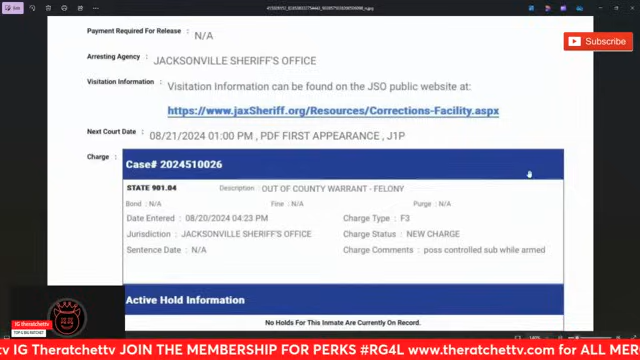 Edit
Payment Required for Release : N/A
Subscribe
Arresting Agency : JACKSONVILLE SHERIFF'S OFFICE
Visitation Information : Visitation Information can be found on the JSO public website at:
https://www.jaxSheriff.org/Resources/Corrections-Facility.aspx
Next Court Date : 08/21/2024 01:00 PM , PDF FIRST APPEARANCE , J1P
Charge :
Case# 2024510026
STATE 901.04 Description : OUT OF COUNTY WARRANT - FELONY
Bond : N/A Fine : N/A Purge : N/A
Date Entered : 08/20/2024 04:23 PM Charge Type : F3
Jurisdiction : JACKSONVILLE SHERIFF'S OFFICE Charge Status : NEW CHARGE
Sentence Date : N/A Charge Comments : poss controlled sub while armed
Active Hold Information
No Holds For This Inmate Are Currently On Record.
IG theratchettv
tv IG Theratchettv JOIN THE MEMBERSHIP FOR PERKS #RG4L www.theratchettv.com for ALL MER